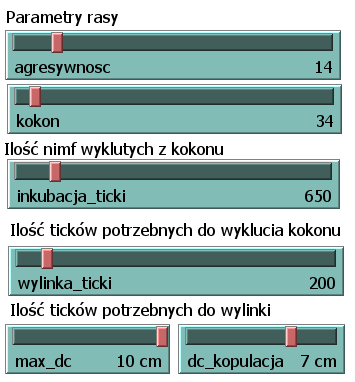 Parametry rasy
agresywnosc 14
kokon 34
Ilość nimf wyklutych z kokonu
inkubacja_ticki 650
Ilość ticków potrzebnych do wyklucia kokonu
wylinka_ticki 200
Ilość ticków potrzebnych do wylinki
max_dc 10 cm dc_kopulacja 7 cm